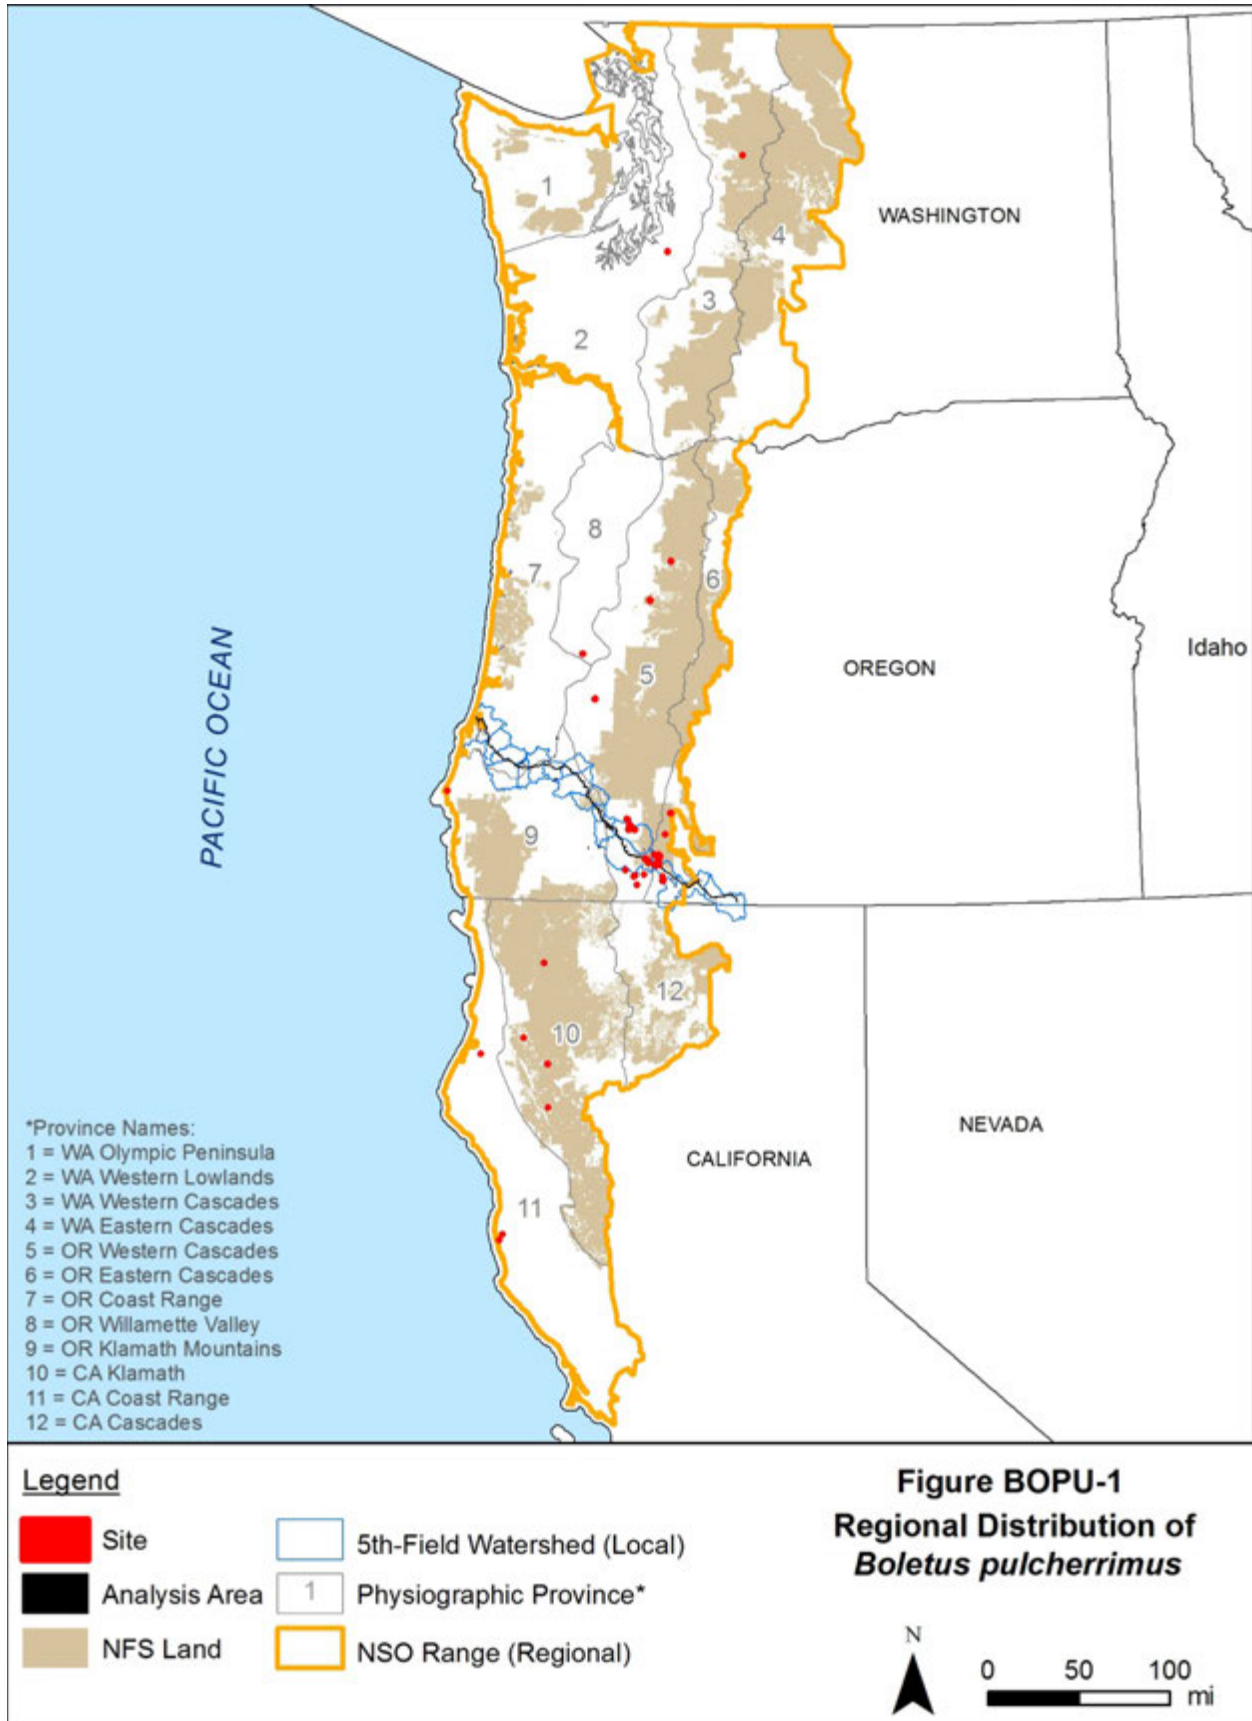 1
WASHINGTON
4
3
2
8
7
6
Idaho
5
OREGON
PACIFIC OCEAN
9
12
10
NEVADA
CALIFORNIA
11
*Province Names:
1 = WA Olympic Peninsula
2 = WA Western Lowlands
3 = WA Western Cascades
4 = WA Eastern Cascades
5 = OR Western Cascades
6 = OR Eastern Cascades
7 = OR Coast Range
8 = OR Willamette Valley
9 = OR Klamath Mountains
10 = CA Klamath
11 = CA Coast Range
12 = CA Cascades
Legend
Site
Analysis Area
NFS Land
5th-Field Watershed (Local)
1 Physiographic Province*
NSO Range (Regional)
Figure BOPU-1
Regional Distribution of
Boletus pulcherrimus
N
0 50 100
mi